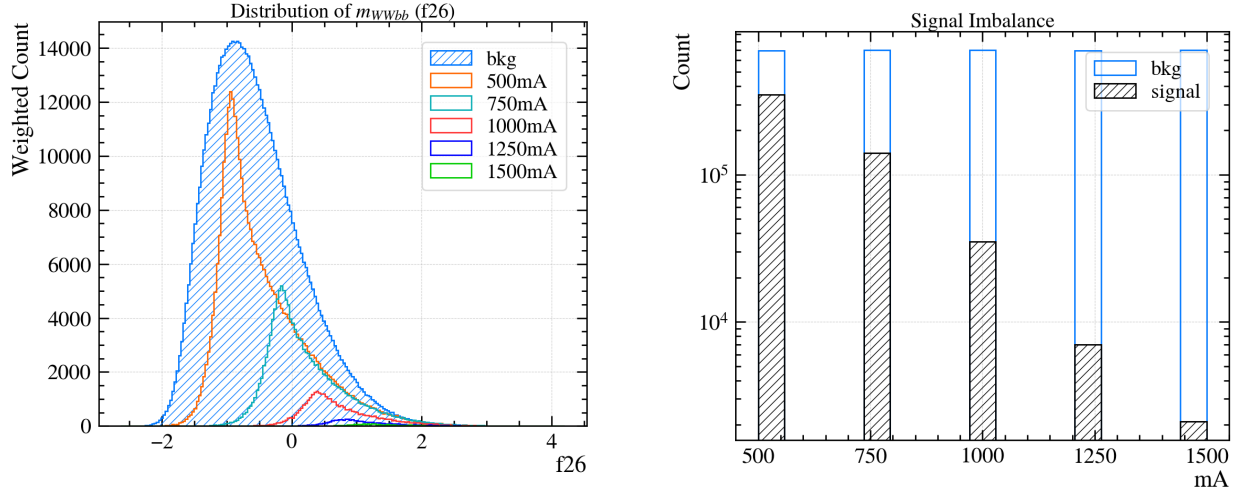 Distribution of m_WWbb (f26)
Weighted Count
14000
12000
10000
8000
6000
4000
2000
0
−2 0 2 4
f26
bkg
500mA
750mA
1000mA
1250mA
1500mA
Signal Imbalance
Count
10^5
10^4
500 750 1000 1250 1500
mA
bkg
signal